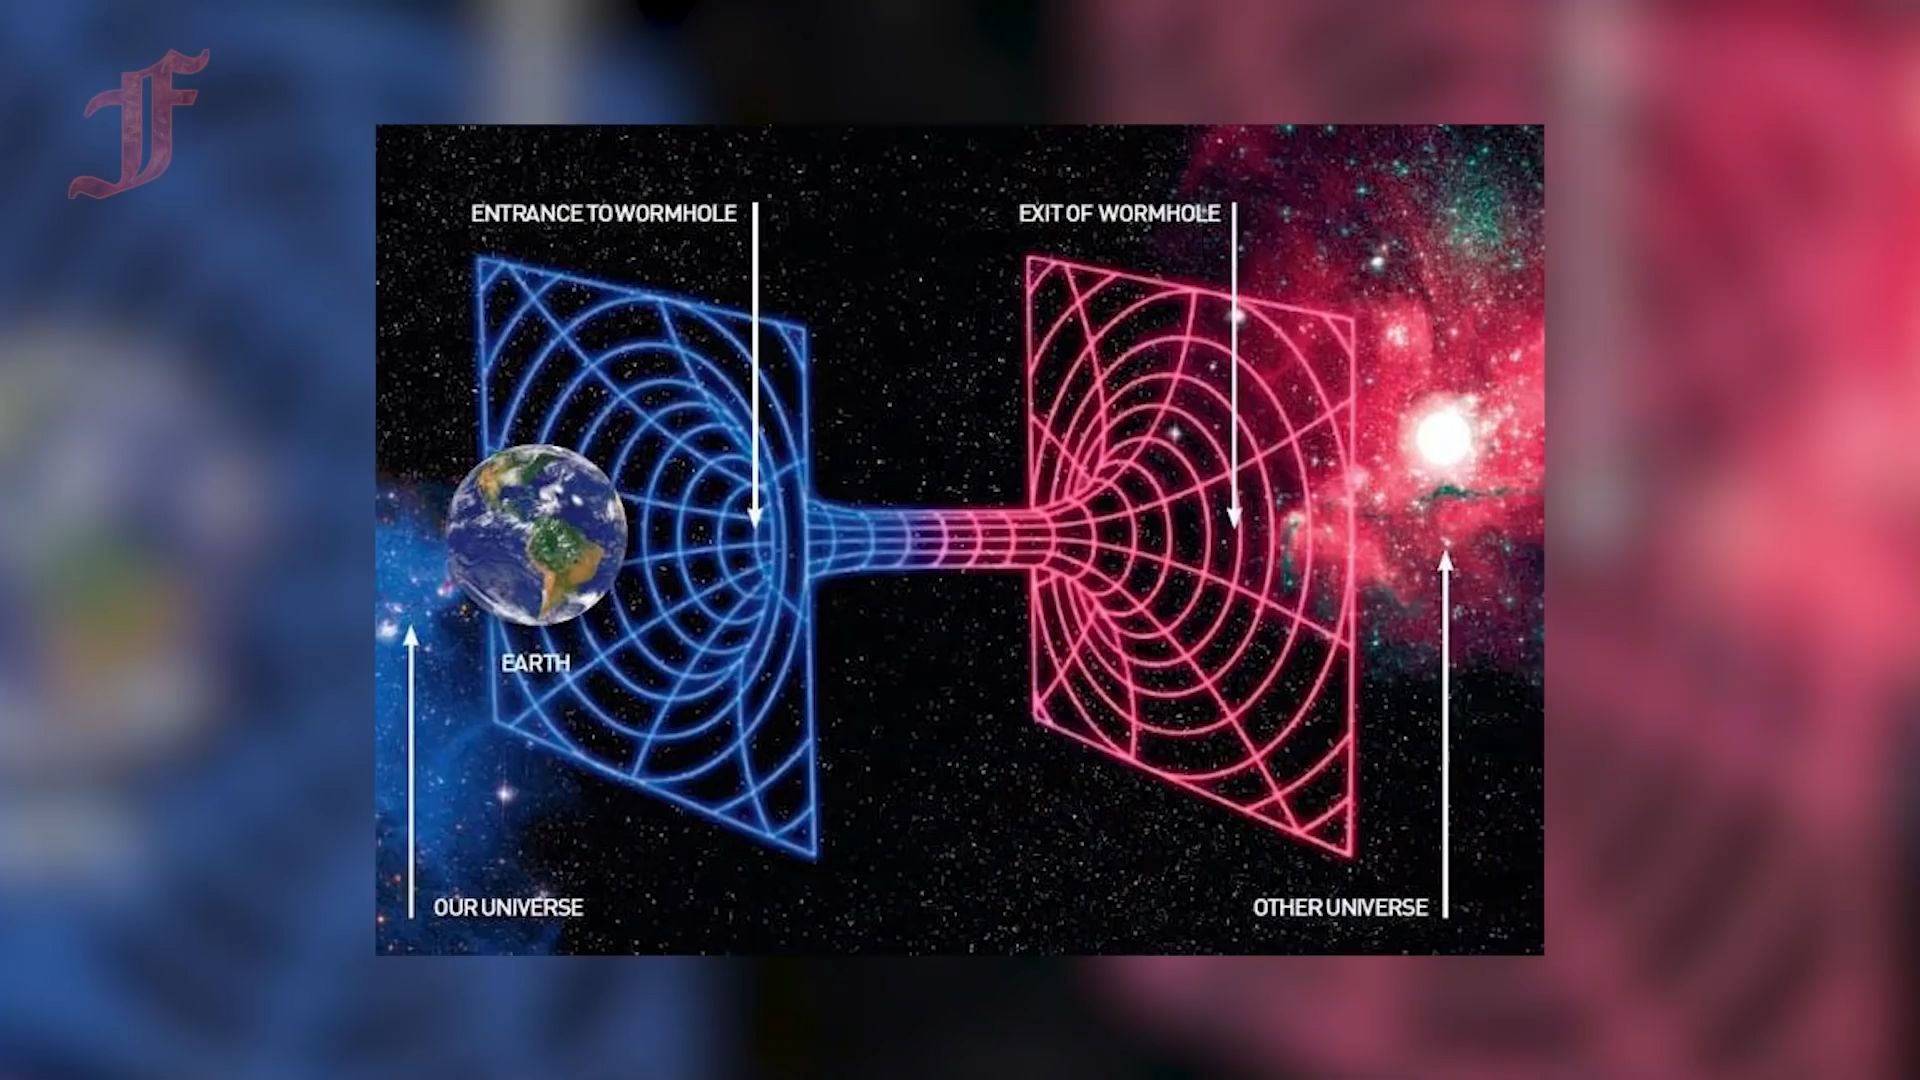 F
ENTRANCE TO WORMHOLE
EXIT OF WORMHOLE
EARTH
OUR UNIVERSE
OTHER UNIVERSE